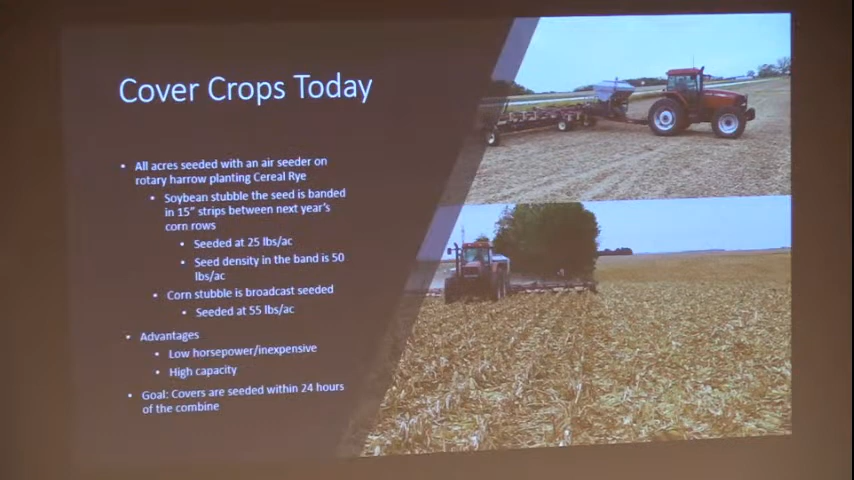 Cover Crops Today
• All acres seeded with an air seeder on
rotary harrow planting Cereal Rye
• Soybean stubble the seed is banded
in 15" strips between next year's
corn rows
• Seeded at 25 lbs/ac
• Seed density in the band is 50
lbs/ac
• Corn stubble is broadcast seeded
• Seeded at 55 lbs/ac
• Advantages
• Low horsepower/inexpensive
• High capacity
• Goal: Covers are seeded within 24 hours
of the combine